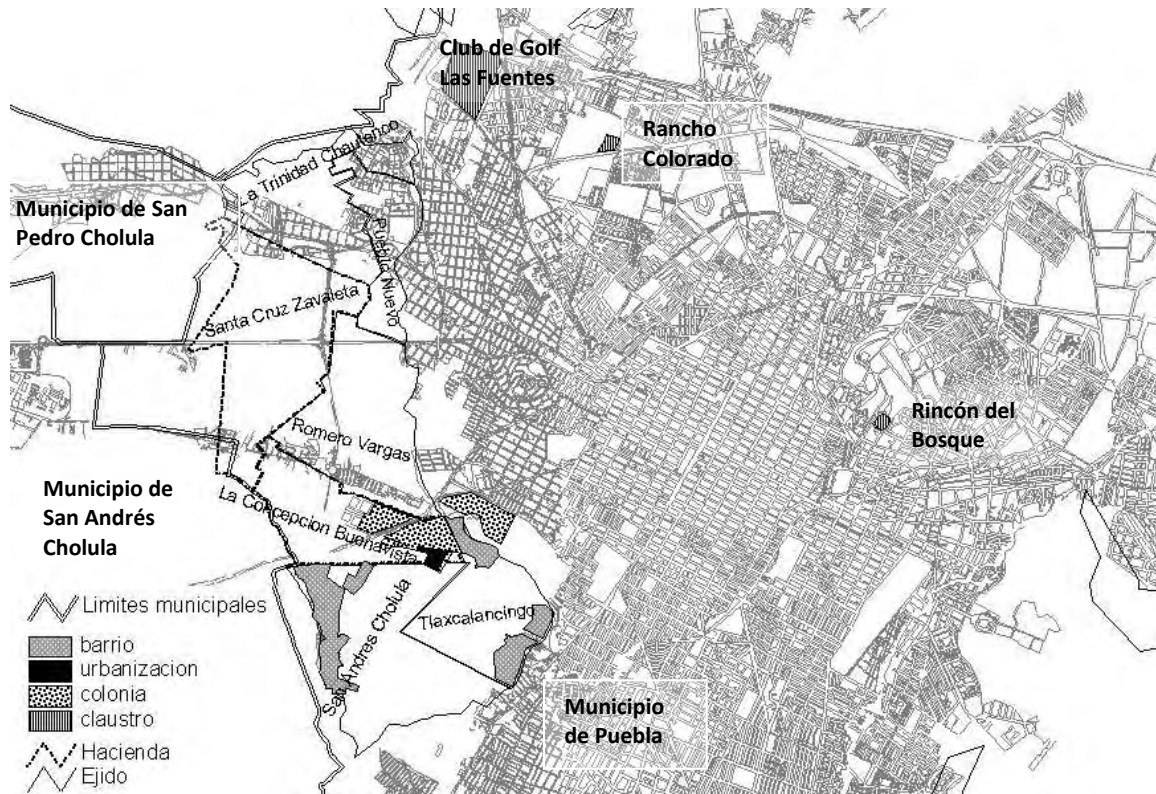 Club de Golf
Las Fuentes
Rancho
Colorado
La Trinidad Chautenco
Municipio de San
Pedro Cholula
Pueblo Nuevo
Santa Cruz Zavaleta
Rincón del
Bosque
Romero Vargas
Municipio de
San Andrés
Cholula
La Concepcion Buenavista
San Andres Cholula
Tlaxcalancingo
Municipio
de Puebla
Limites municipales
barrio
urbanizacion
colonia
claustro
Hacienda
Ejido